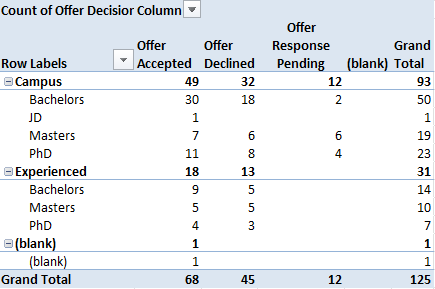 Count of Offer Decisior Column
Row Labels Offer Accepted Offer Declined Offer Response Pending (blank) Grand Total
Campus 49 32 12 93
Bachelors 30 18 2 50
JD 1 1
Masters 7 6 6 19
PhD 11 8 4 23
Experienced 18 13 31
Bachelors 9 5 14
Masters 5 5 10
PhD 4 3 7
(blank) 1 1
(blank) 1 1
Grand Total 68 45 12 125